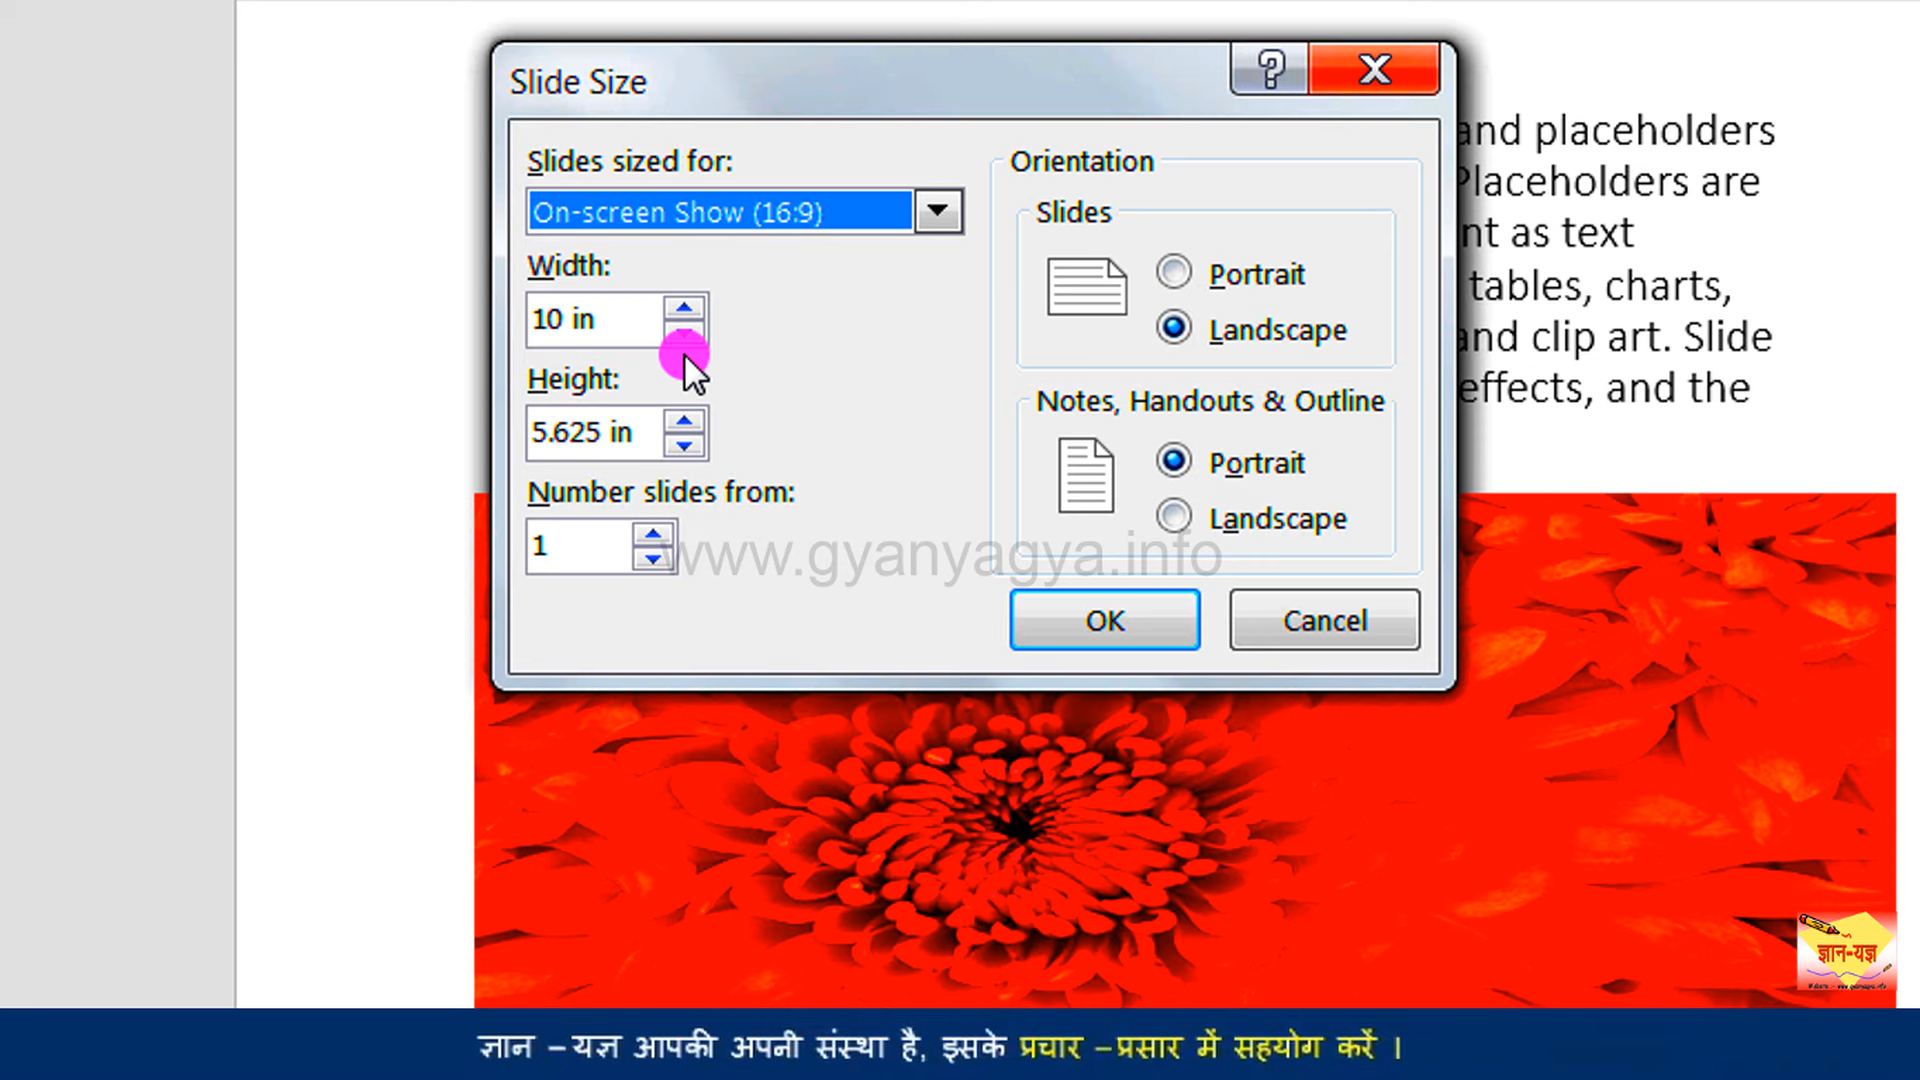 Slide Size
Slides sized for:
On-screen Show (16:9)
Width:
10 in
Height:
5.625 in
Number slides from:
1
Orientation
Slides
Portrait
Landscape
Notes, Handouts & Outline
Portrait
Landscape
OK
Cancel
and placeholders
Placeholders are
nt as text
tables, charts,
and clip art. Slide
effects, and the
www.gyanyagya.info
ज्ञान-यज्ञ
ज्ञान – यज्ञ आपकी अपनी संस्था है, इसके प्रचार – प्रसार में सहयोग करें ।